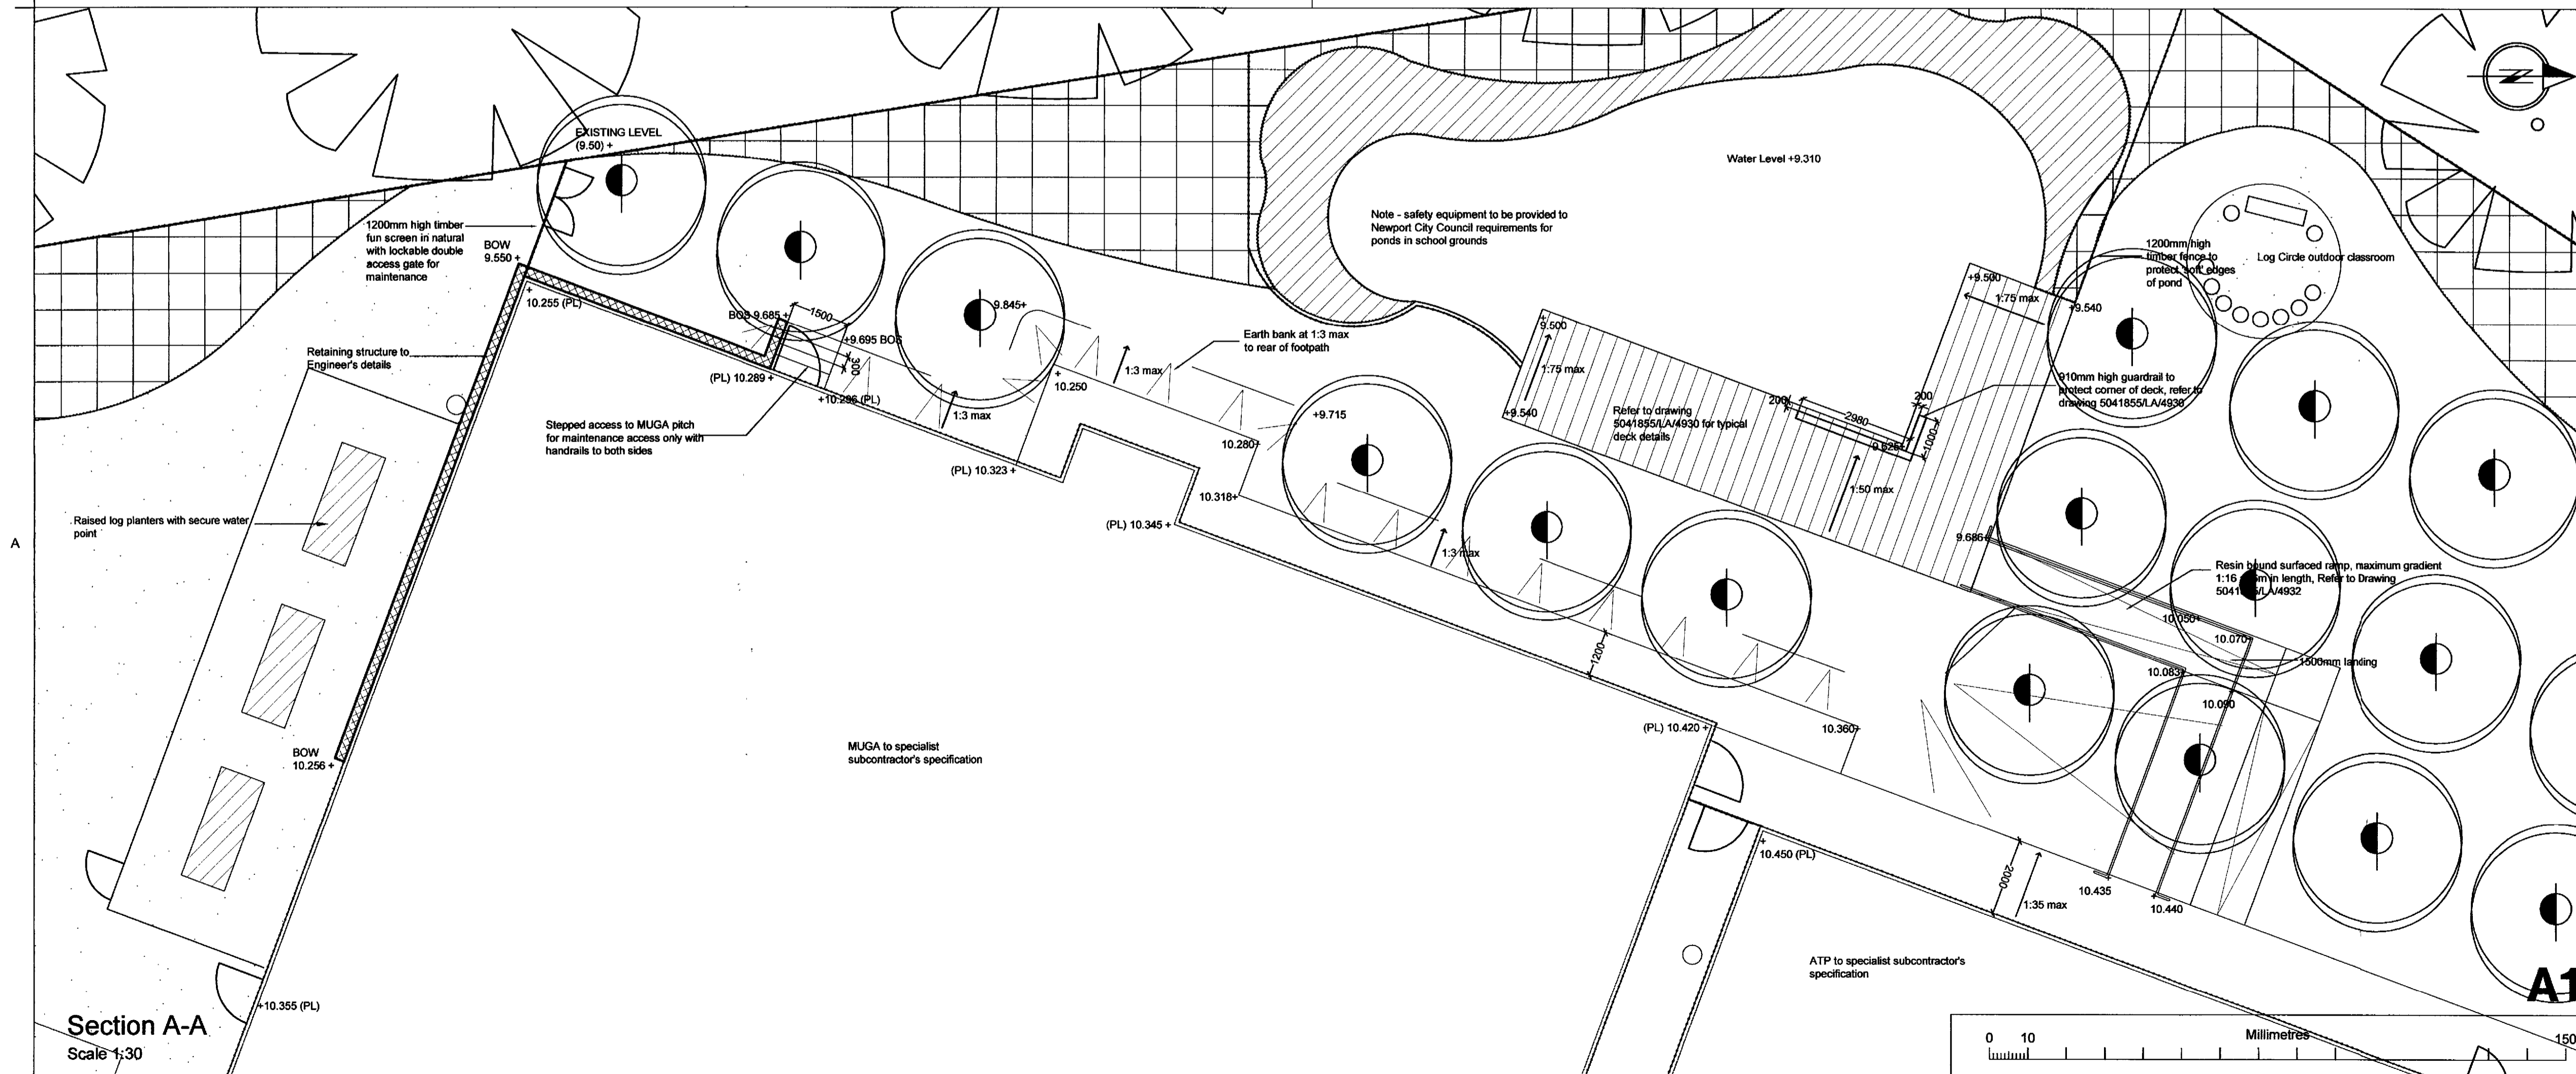 EXISTING LEVEL
(9.50) +
Water Level +9.310
1200mm high timber
fun screen in natural
with lockable double
access gate for
maintenance
BOW
9.550 +
Note - safety equipment to be provided to
Newport City Council requirements for
ponds in school grounds
1200mm high
timber fence to
protect 'soft' edges
of pond
Log Circle outdoor classroom
+
10.255 (PL)
BOS 9.685 +
1500
9.845+
+9.695 BOS
300
Earth bank at 1:3 max
to rear of footpath
+
9.500
1:75 max
+9.540
+9.500
1:75 max
+9.540
Retaining structure to
Engineer's details
(PL) 10.289 +
+10.296 (PL)
1:3 max
+
10.250
1:3 max
+9.715
10.280+
Refer to drawing
5041855/LA/4930 for typical
deck details
200
2980
200
1000
9.625+
910mm high guardrail to
protect corner of deck, refer to
drawing 5041855/LA/4930
Stepped access to MUGA pitch
for maintenance access only with
handrails to both sides
(PL) 10.323 +
10.318+
(PL) 10.345 +
1:50 max
Raised log planters with secure water
point
A
1:3 max
9.686+
Resin bound surfaced ramp, maximum gradient
1:16 m in length, Refer to Drawing
/LA/4932
10.050+
10.070+
1500mm landing
10.083+
10.090
1200
(PL) 10.420 +
10.360+
BOW
10.256 +
MUGA to specialist
subcontractor's specification
+
10.450 (PL)
2000
1:35 max
10.435
10.440
ATP to specialist subcontractor's
specification
+10.355 (PL)
Section A-A
Scale 1:30
A1
0 10 Millimetres 150